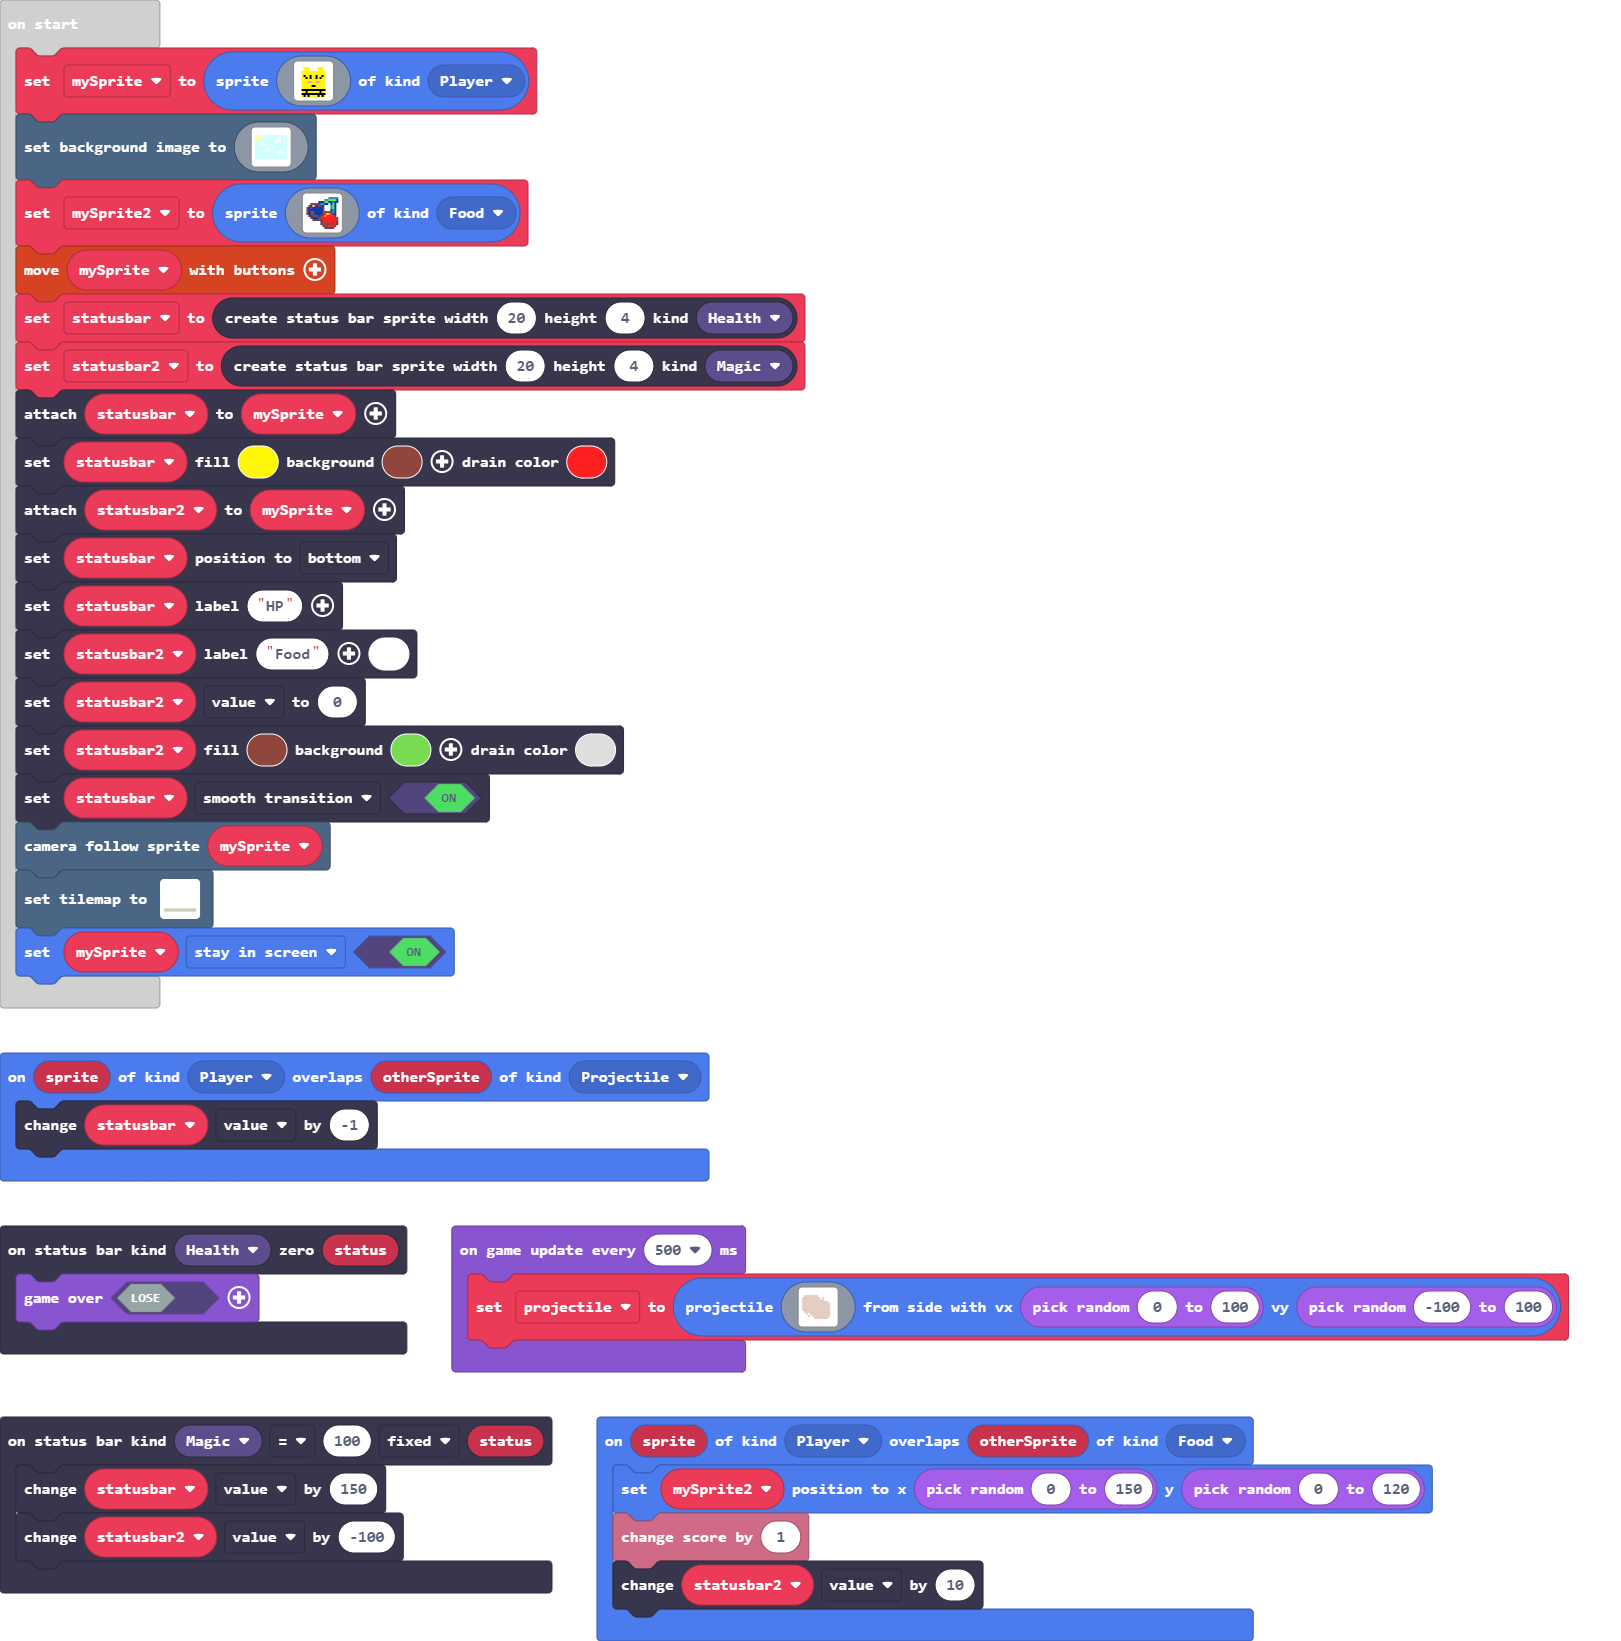 on start
set mySprite to sprite of kind Player
set background image to
set mySprite2 to sprite of kind Food
move mySprite with buttons
set statusbar to create status bar sprite width 20 height 4 kind Health
set statusbar2 to create status bar sprite width 20 height 4 kind Magic
attach statusbar to mySprite
set statusbar fill background drain color
attach statusbar2 to mySprite
set statusbar position to bottom
set statusbar label "HP"
set statusbar2 label "Food"
set statusbar2 value to 0
set statusbar2 fill background drain color
set statusbar smooth transition ON
camera follow sprite mySprite
set tilemap to
set mySprite stay in screen ON
on sprite of kind Player overlaps otherSprite of kind Projectile
change statusbar value by -1
on status bar kind Health zero status
game over LOSE
on game update every 500 ms
set projectile to projectile from side with vx pick random 0 to 100 vy pick random -100 to 100
on status bar kind Magic = 100 fixed status
change statusbar value by 150
change statusbar2 value by -100
on sprite of kind Player overlaps otherSprite of kind Food
set mySprite2 position to x pick random 0 to 150 y pick random 0 to 120
change score by 1
change statusbar2 value by 10